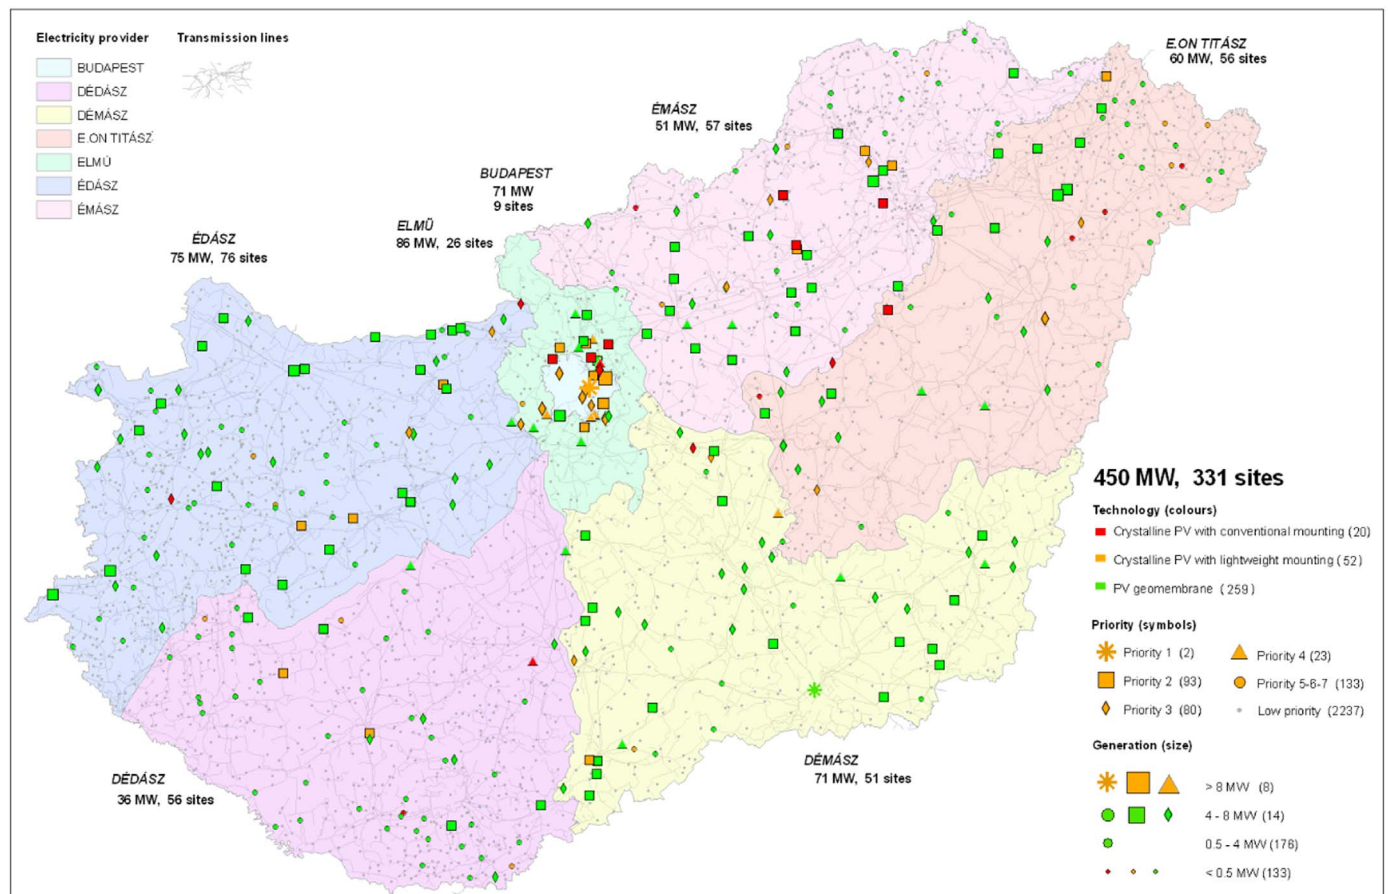 Electricity provider
Transmission lines
BUDAPEST
DÉDÁSZ
DÉMÁSZ
E.ON TITÁSZ
ELMŰ
ÉDÁSZ
ÉMÁSZ
E.ON TITÁSZ
60 MW, 56 sites
ÉMÁSZ
51 MW, 57 sites
BUDAPEST
71 MW
9 sites
ELMŰ
86 MW, 26 sites
ÉDÁSZ
75 MW, 76 sites
DÉDÁSZ
36 MW, 56 sites
DÉMÁSZ
71 MW, 51 sites
450 MW, 331 sites
Technology (colours)
Crystalline PV with conventional mounting (20)
Crystalline PV with lightweight mounting (52)
PV geomembrane (259)
Priority (symbols)
Priority 1 (2)
Priority 4 (23)
Priority 2 (93)
Priority 5-6-7 (133)
Priority 3 (80)
Low priority (2237)
Generation (size)
> 8 MW (8)
4 - 8 MW (14)
0.5 - 4 MW (176)
< 0.5 MW (133)